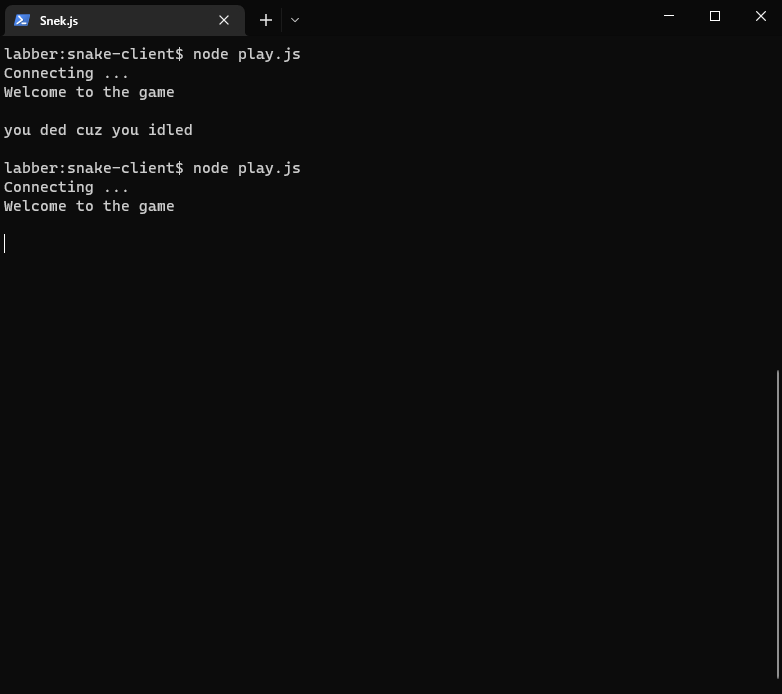 Snek.js
labber:snake-client$ node play.js
Connecting ...
Welcome to the game
you ded cuz you idled
labber:snake-client$ node play.js
Connecting ...
Welcome to the game